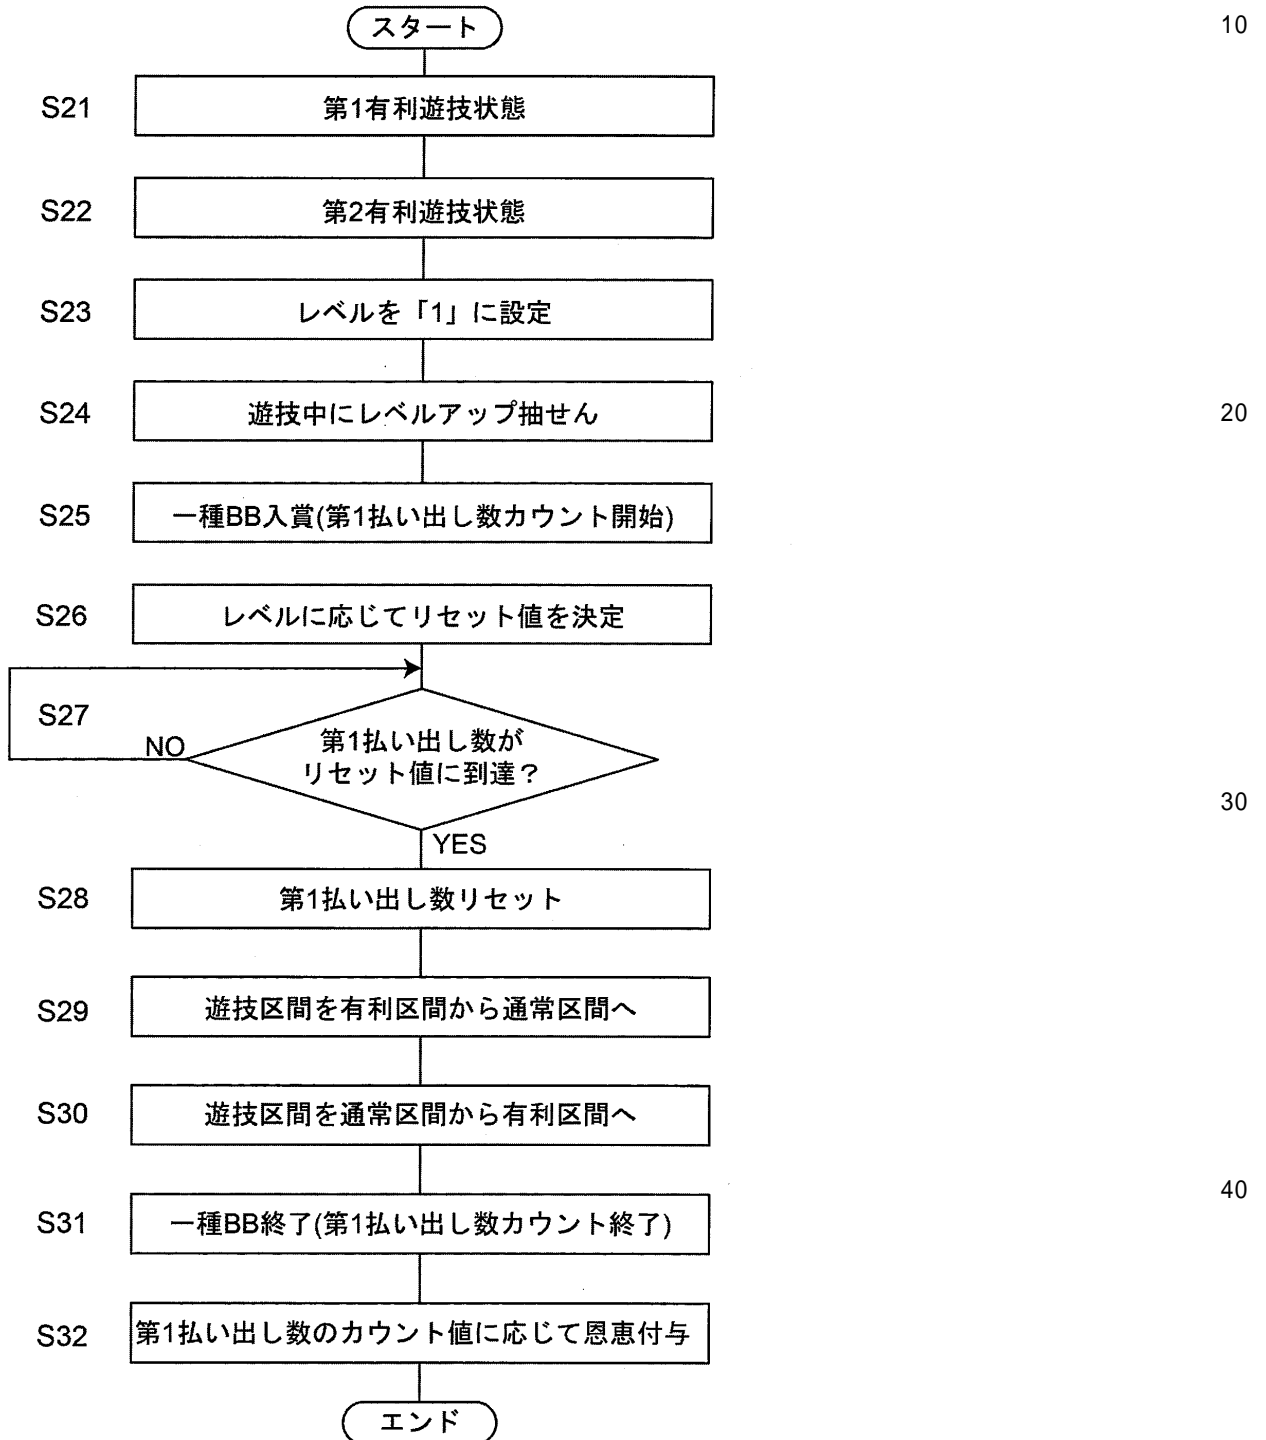 スタート
10
S21
第1有利遊技状態
S22
第2有利遊技状態
S23
レベルを「1」に設定
S24
遊技中にレベルアップ抽せん
20
S25
一種BB入賞(第1払い出し数カウント開始)
S26
レベルに応じてリセット値を決定
S27
NO
第1払い出し数が
リセット値に到達？
30
YES
S28
第1払い出し数リセット
S29
遊技区間を有利区間から通常区間へ
S30
遊技区間を通常区間から有利区間へ
40
S31
一種BB終了(第1払い出し数カウント終了)
S32
第1払い出し数のカウント値に応じて恩恵付与
エンド